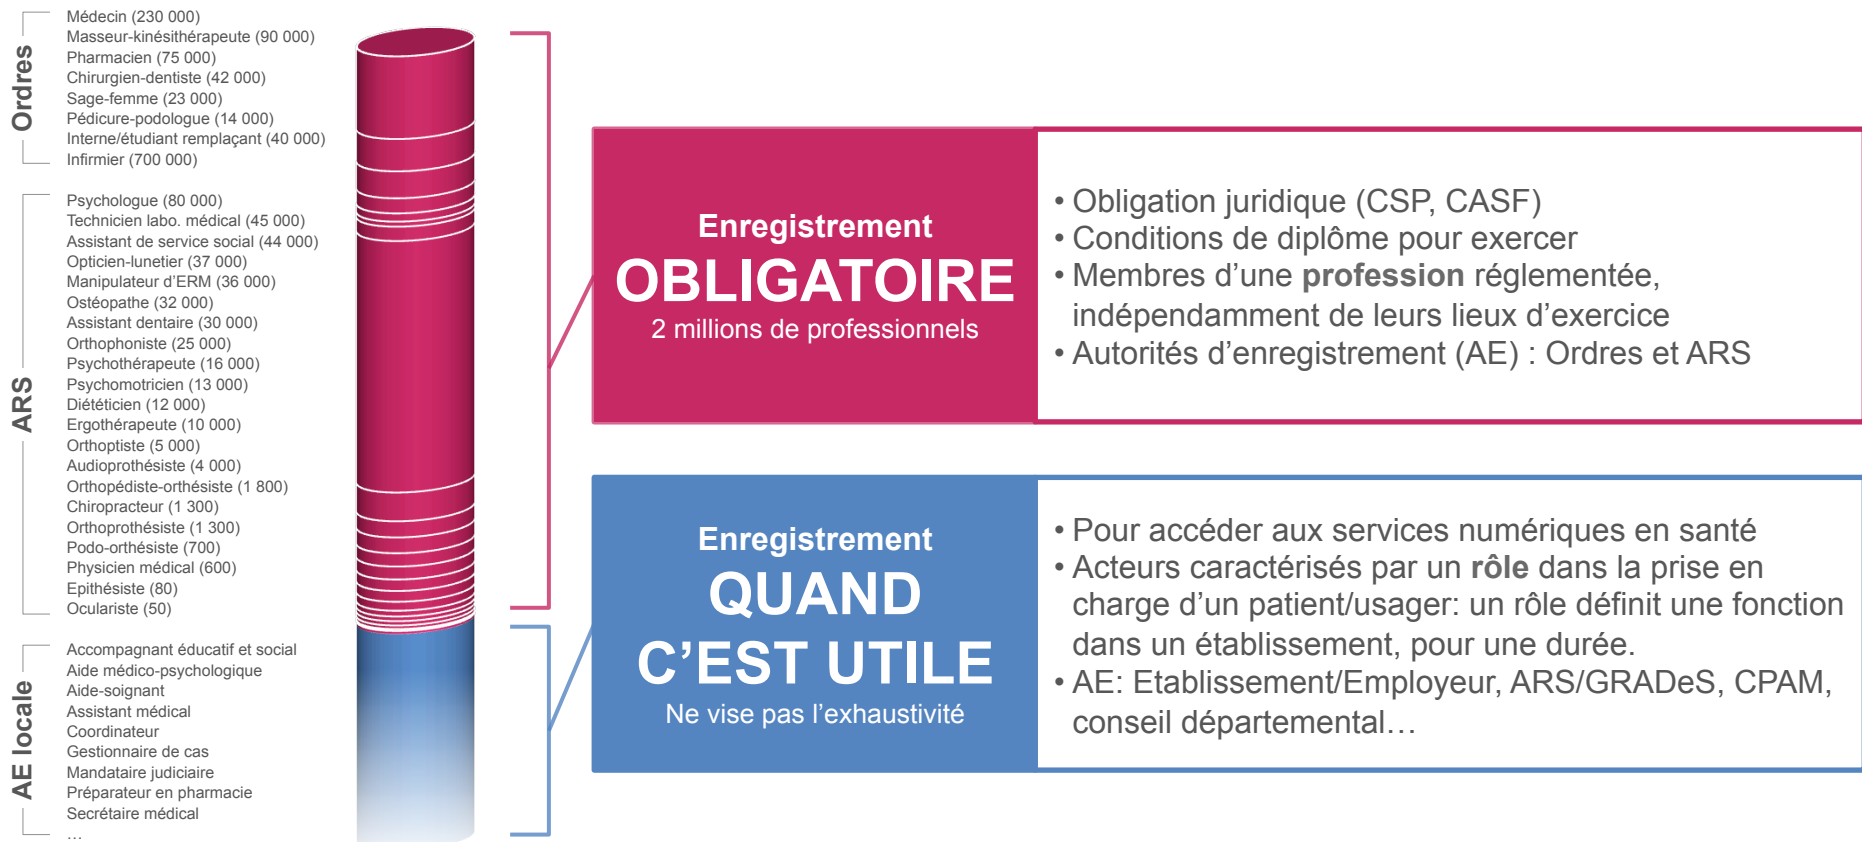 Ordres
Médecin (230 000)
Masseur-kinésithérapeute (90 000)
Pharmacien (75 000)
Chirurgien-dentiste (42 000)
Sage-femme (23 000)
Pédicure-podologue (14 000)
Interne/étudiant remplaçant (40 000)
Infirmier (700 000)
ARS
Psychologue (80 000)
Technicien labo. médical (45 000)
Assistant de service social (44 000)
Opticien-lunetier (37 000)
Manipulateur d’ERM (36 000)
Ostéopathe (32 000)
Assistant dentaire (30 000)
Orthophoniste (25 000)
Psychothérapeute (16 000)
Psychomotricien (13 000)
Diététicien (12 000)
Ergothérapeute (10 000)
Orthoptiste (5 000)
Audioprothésiste (4 000)
Orthopédiste-orthésiste (1 800)
Chiropracteur (1 300)
Orthoprothésiste (1 300)
Podo-orthésiste (700)
Physicien médical (600)
Epithésiste (80)
Oculariste (50)
AE locale
Accompagnant éducatif et social
Aide médico-psychologique
Aide-soignant
Assistant médical
Coordinateur
Gestionnaire de cas
Mandataire judiciaire
Préparateur en pharmacie
Secrétaire médical
…
Enregistrement
OBLIGATOIRE
2 millions de professionnels
• Obligation juridique (CSP, CASF)
• Conditions de diplôme pour exercer
• Membres d’une profession réglementée,
indépendamment de leurs lieux d’exercice
• Autorités d’enregistrement (AE) : Ordres et ARS
Enregistrement
QUAND
C’EST UTILE
Ne vise pas l’exhaustivité
• Pour accéder aux services numériques en santé
• Acteurs caractérisés par un rôle dans la prise en
charge d’un patient/usager: un rôle définit une fonction
dans un établissement, pour une durée.
• AE: Etablissement/Employeur, ARS/GRADeS, CPAM,
conseil départemental…